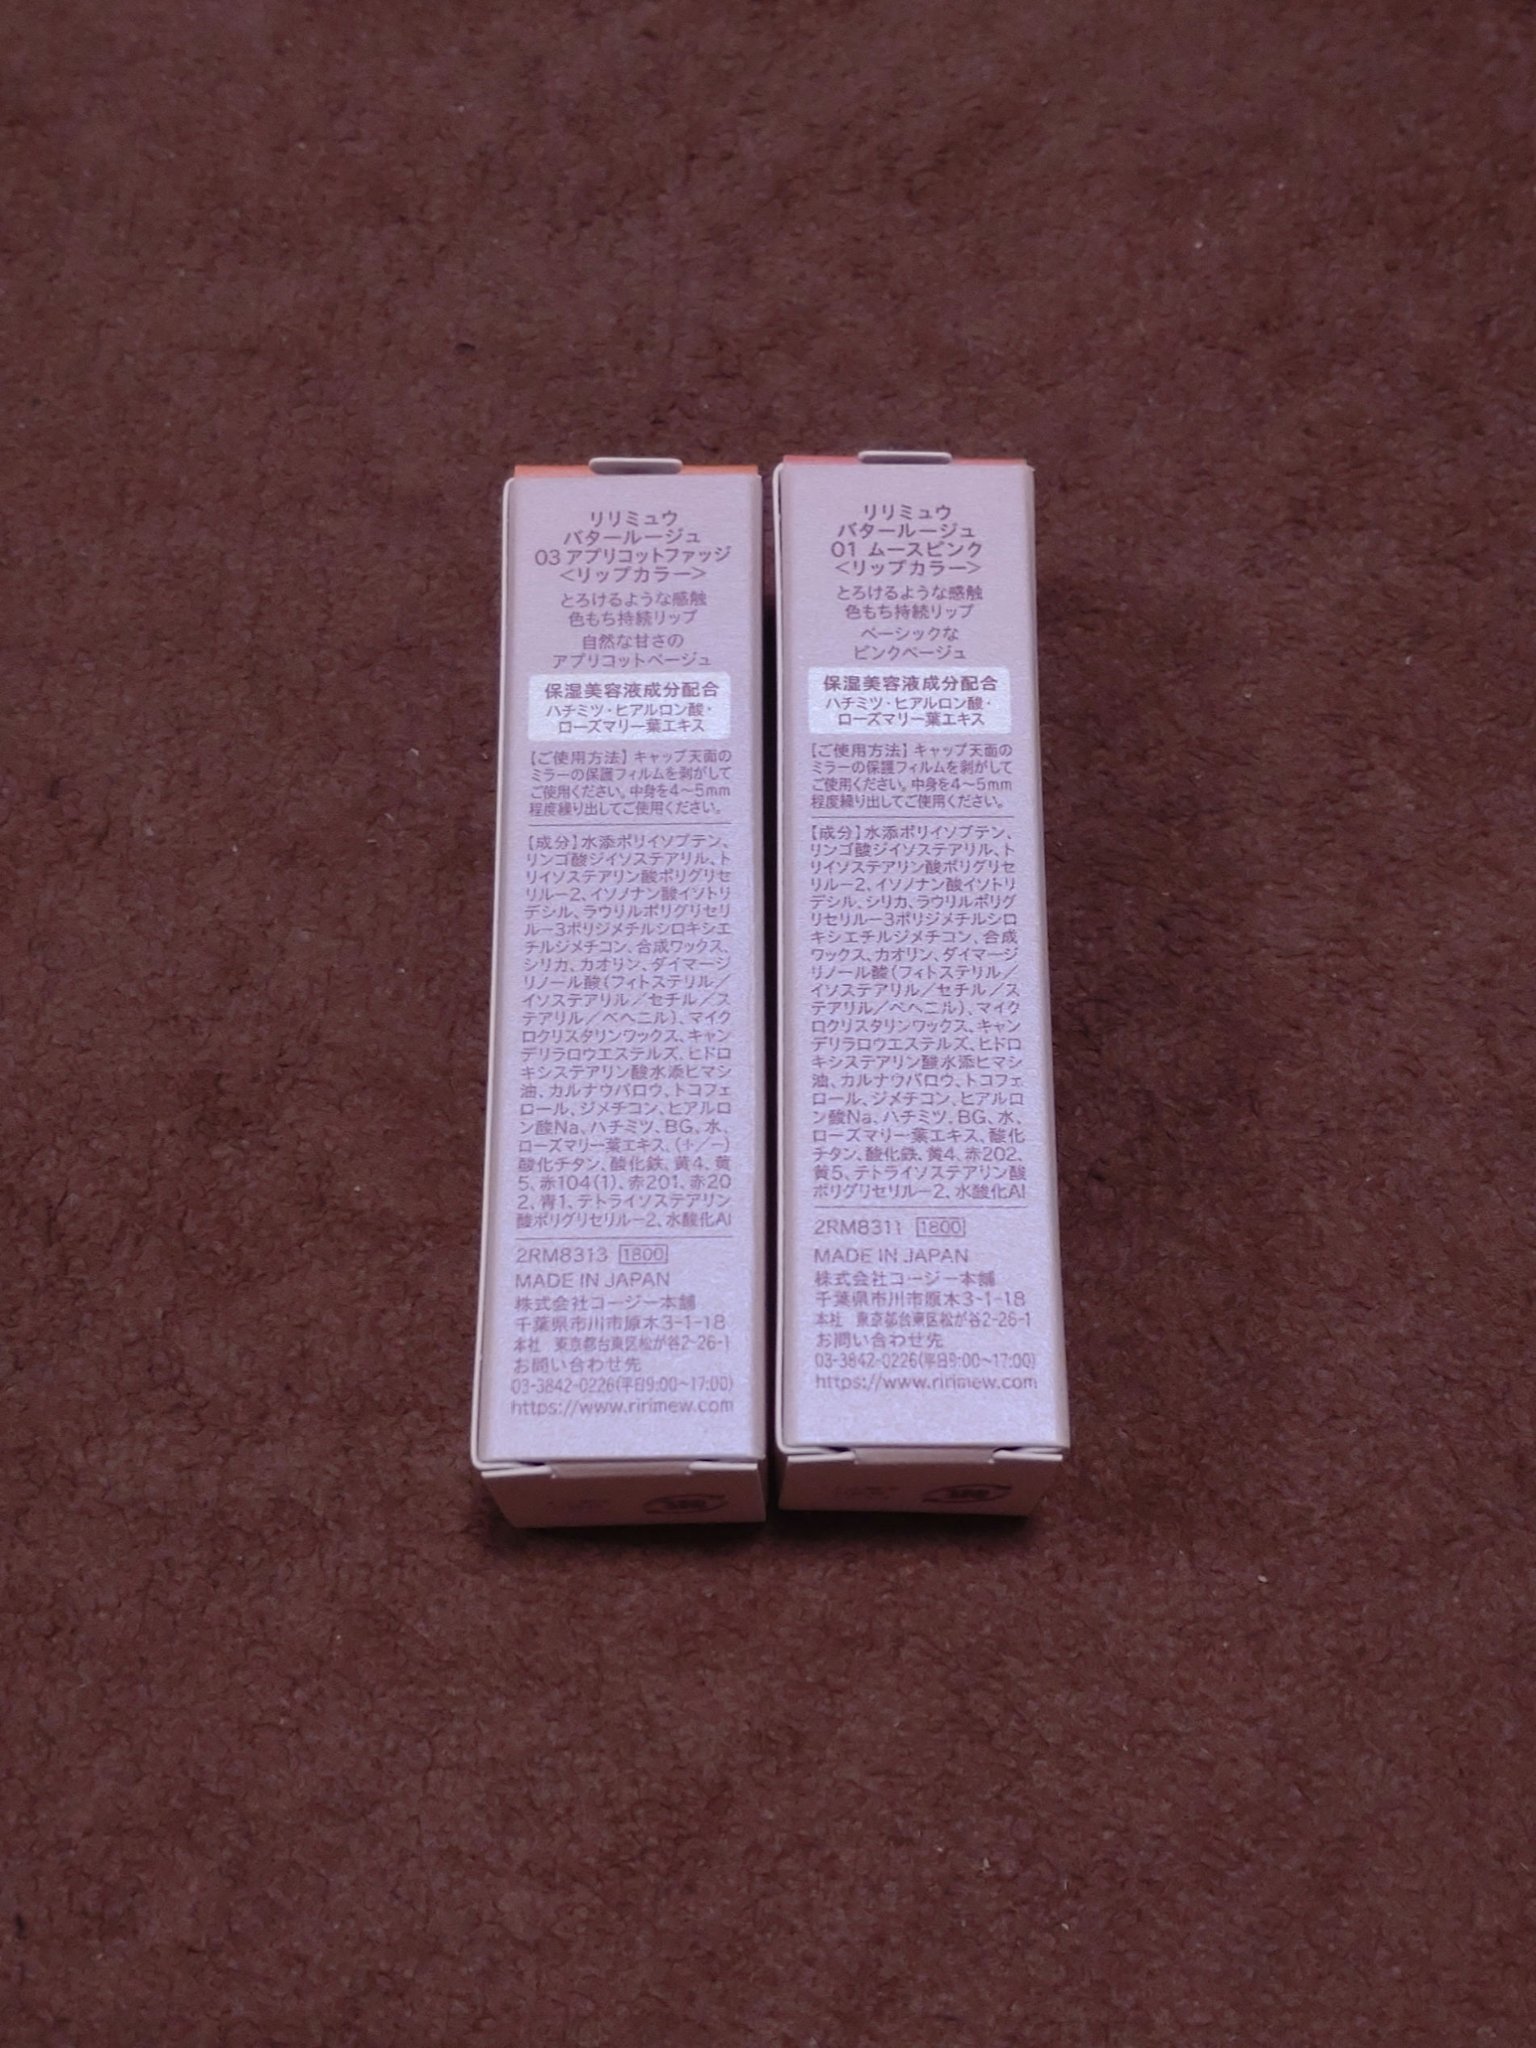 リリミュウ
バタールージュ
03 アプリコットファッジ
<リップカラー>
とろけるような感触
色もち持続リップ
自然な甘さの
アプリコットベージュ
保湿美容液成分配合
ハチミツ・ヒアルロン酸・
ローズマリー葉エキス
【ご使用方法】キャップ天面の
ミラーの保護フィルムを剥がして
ご使用ください。中身を4～5mm
程度繰り出してご使用ください。
【成分】水添ポリイソブテン、
リンゴ酸ジイソステアリル、ト
リイソステアリン酸ポリグリセ
リル－2、イソノナン酸イソトリ
デシル、ラウリルポリグリセリ
ル－3ポリジメチルシロキシエ
チルジメチコン、合成ワックス、
シリカ、カオリン、ダイマージ
リノール酸（フィトステリル／
イソステアリル／セチル／ス
テアリル／ベヘニル）、マイク
ロクリスタリンワックス、キャン
デリラロウエステルズ、ヒドロ
キシステアリン酸水添ヒマシ
油、カルナウバロウ、トコフェ
ロール、ジメチコン、ヒアルロ
ン酸Na、ハチミツ、BG、水、
ローズマリー葉エキス、（＋／－）
酸化チタン、酸化鉄、黄4、黄
5、赤104(1)、赤201、赤20
2、青1、テトライソステアリン
酸ポリグリセリル－2、水酸化Al
2RM8313 1800
MADE IN JAPAN
株式会社コージー本舗
千葉県市川市原木3-1-18
本社 東京都台東区松が谷2-26-1
お問い合わせ先
03-3842-0226(平日9:00～17:00)
https://www.ririmew.com
リリミュウ
バタールージュ
01 ムースピンク
<リップカラー>
とろけるような感触
色もち持続リップ
ベーシックな
ピンクベージュ
保湿美容液成分配合
ハチミツ・ヒアルロン酸・
ローズマリー葉エキス
【ご使用方法】キャップ天面の
ミラーの保護フィルムを剥がして
ご使用ください。中身を4～5mm
程度繰り出してご使用ください。
【成分】水添ポリイソブテン、
リンゴ酸ジイソステアリル、ト
リイソステアリン酸ポリグリセ
リル－2、イソノナン酸イソトリ
デシル、シリカ、ラウリルポリグ
リセリル－3ポリジメチルシロ
キシエチルジメチコン、合成
ワックス、カオリン、ダイマージ
リノール酸（フィトステリル／
イソステアリル／セチル／ス
テアリル／ベヘニル）、マイク
ロクリスタリンワックス、キャン
デリラロウエステルズ、ヒドロ
キシステアリン酸水添ヒマシ
油、カルナウバロウ、トコフェ
ロール、ジメチコン、ヒアルロ
ン酸Na、ハチミツ、BG、水、
ローズマリー葉エキス、酸化
チタン、酸化鉄、黄4、赤202、
黄5、テトライソステアリン酸
ポリグリセリル－2、水酸化Al
2RM8311 1800
MADE IN JAPAN
株式会社コージー本舗
千葉県市川市原木3-1-18
本社 東京都台東区松が谷2-26-1
お問い合わせ先
03-3842-0226(平日9:00～17:00)
https://www.ririmew.com